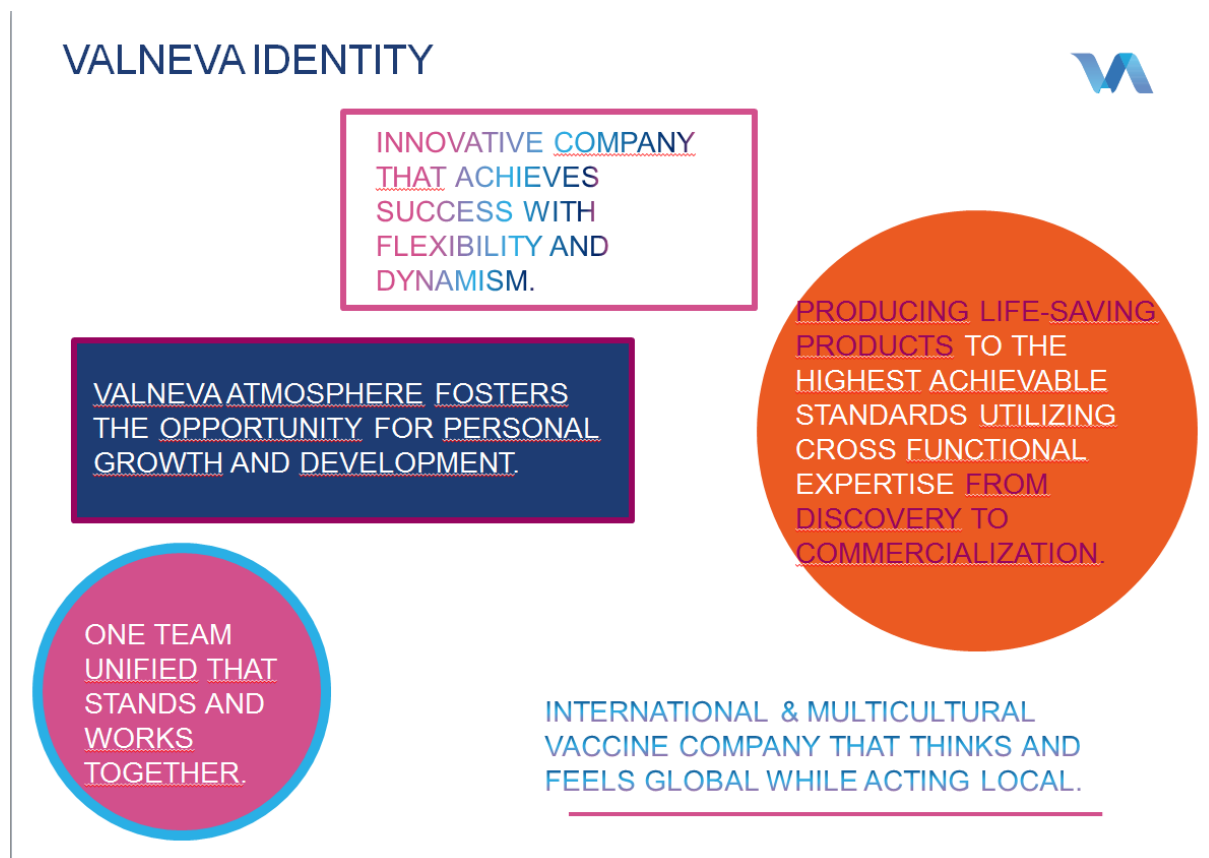 VALNEVA IDENTITY
INNOVATIVE COMPANY
THAT ACHIEVES
SUCCESS WITH
FLEXIBILITY AND
DYNAMISM.
VALNEVA ATMOSPHERE FOSTERS
THE OPPORTUNITY FOR PERSONAL
GROWTH AND DEVELOPMENT.
PRODUCING LIFE-SAVING
PRODUCTS TO THE
HIGHEST ACHIEVABLE
STANDARDS UTILIZING
CROSS FUNCTIONAL
EXPERTISE FROM
DISCOVERY TO
COMMERCIALIZATION.
ONE TEAM
UNIFIED THAT
STANDS AND
WORKS
TOGETHER.
INTERNATIONAL & MULTICULTURAL
VACCINE COMPANY THAT THINKS AND
FEELS GLOBAL WHILE ACTING LOCAL.